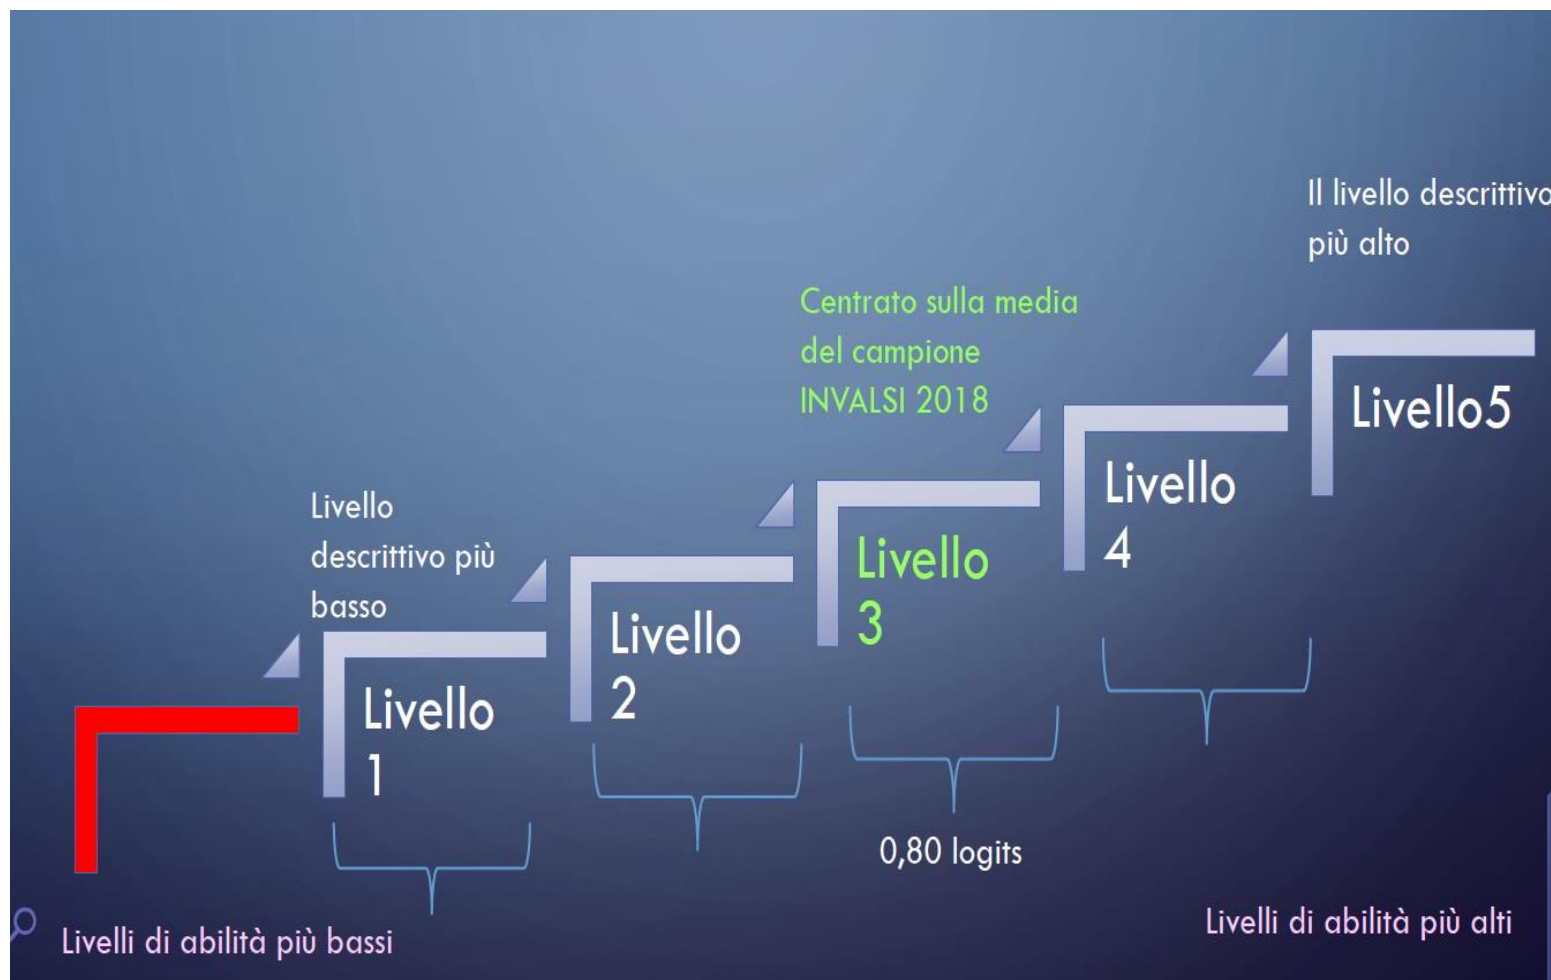 Il livello descrittivo
più alto
Centrato sulla media
del campione
INVALSI 2018
Livello5
Livello
4
Livello
descrittivo più
basso
Livello
3
Livello
2
Livello
1
0,80 logits
Livelli di abilità più bassi
Livelli di abilità più alti